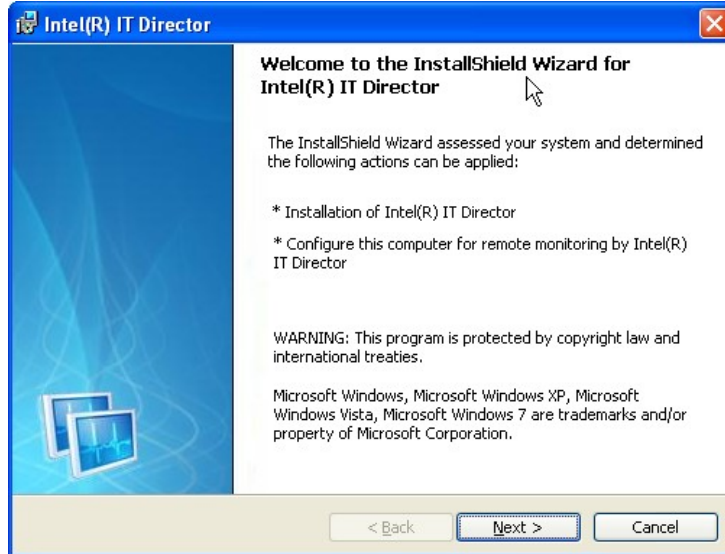 Intel(R) IT Director
Welcome to the InstallShield Wizard for
Intel(R) IT Director
The InstallShield Wizard assessed your system and determined
the following actions can be applied:
* Installation of Intel(R) IT Director
* Configure this computer for remote monitoring by Intel(R)
IT Director
WARNING: This program is protected by copyright law and
international treaties.
Microsoft Windows, Microsoft Windows XP, Microsoft
Windows Vista, Microsoft Windows 7 are trademarks and/or
property of Microsoft Corporation.
< Back Next > Cancel